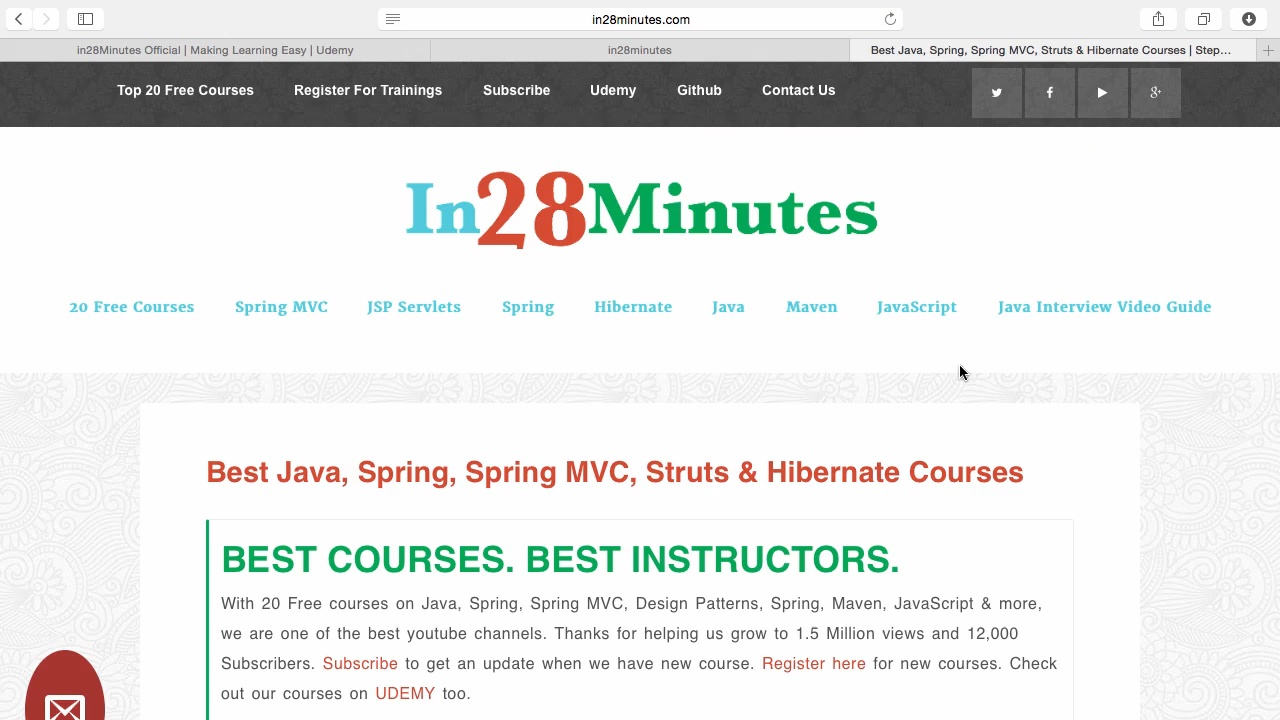 in28minutes.com
in28Minutes Official | Making Learning Easy | Udemy
in28minutes
Best Java, Spring, Spring MVC, Struts & Hibernate Courses | Step...
Top 20 Free Courses
Register For Trainings
Subscribe
Udemy
Github
Contact Us
In28Minutes
20 Free Courses
Spring MVC
JSP Servlets
Spring
Hibernate
Java
Maven
JavaScript
Java Interview Video Guide
Best Java, Spring, Spring MVC, Struts & Hibernate Courses
BEST COURSES. BEST INSTRUCTORS.
With 20 Free courses on Java, Spring, Spring MVC, Design Patterns, Spring, Maven, JavaScript & more,
we are one of the best youtube channels. Thanks for helping us grow to 1.5 Million views and 12,000
Subscribers. Subscribe to get an update when we have new course. Register here for new courses. Check
out our courses on UDEMY too.